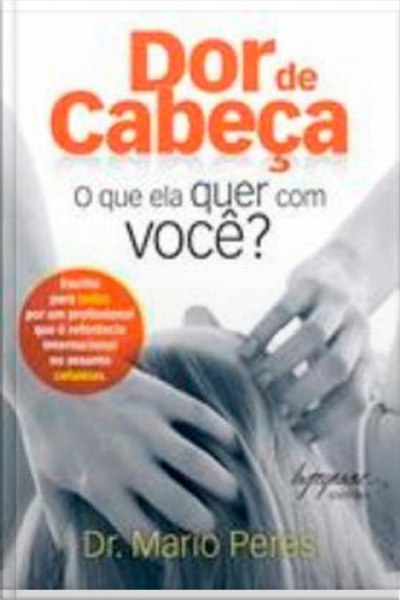 Dor de
Cabeça
O que ela quer com
você?
Escrito
para todos
por um profissional
que é referência
internacional
no assunto
cefaleias.
Dr. Mario Peres